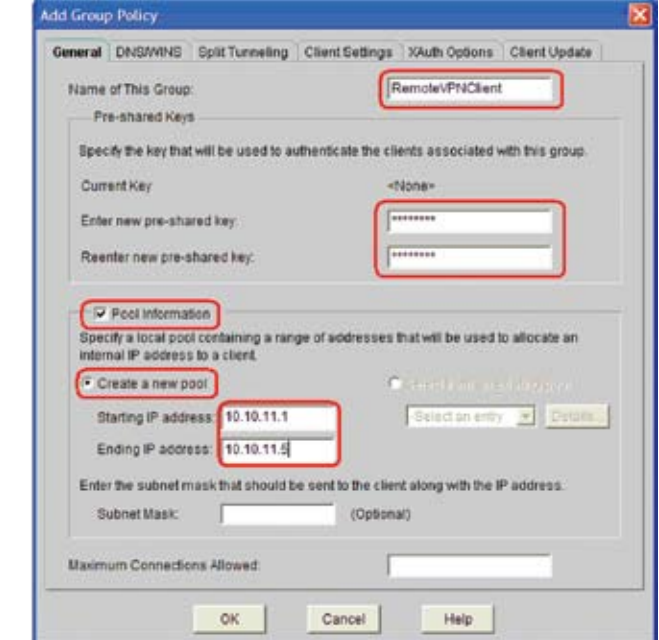 Add Group Policy
General DNS/WINS Split Tunneling Client Settings XAuth Options Client Update
Name of This Group: RemoteVPNClient
Pre-shared Keys
Specify the key that will be used to authenticate the clients associated with this group.
Current Key <None>
Enter new pre-shared key: ********
Reenter new pre-shared key: ********
Pool Information
Specify a local pool containing a range of addresses that will be used to allocate an
internal IP address to a client.
Create a new pool
Starting IP address: 10.10.11.1 -Select an entry Details...
Ending IP address: 10.10.11.5
Enter the subnet mask that should be sent to the client along with the IP address.
Subnet Mask: (Optional)
Maximum Connections Allowed:
OK Cancel Help